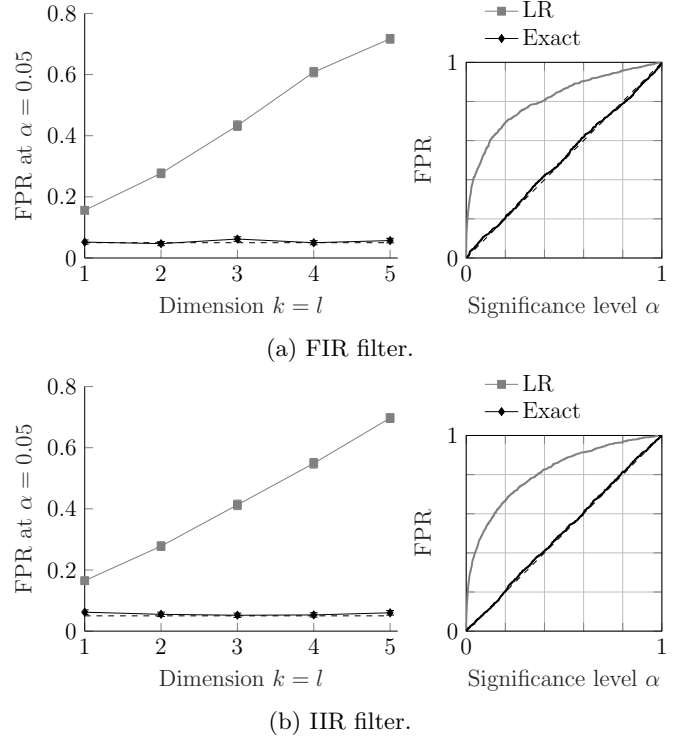 LR
Exact
FPR at α = 0.05
0.8
0.6
0.4
0.2
0
1 2 3 4 5
Dimension k = l
FPR
1
0
0 1
Significance level α
(a) FIR filter.
LR
Exact
FPR at α = 0.05
0.8
0.6
0.4
0.2
0
1 2 3 4 5
Dimension k = l
FPR
1
0
0 1
Significance level α
(b) IIR filter.